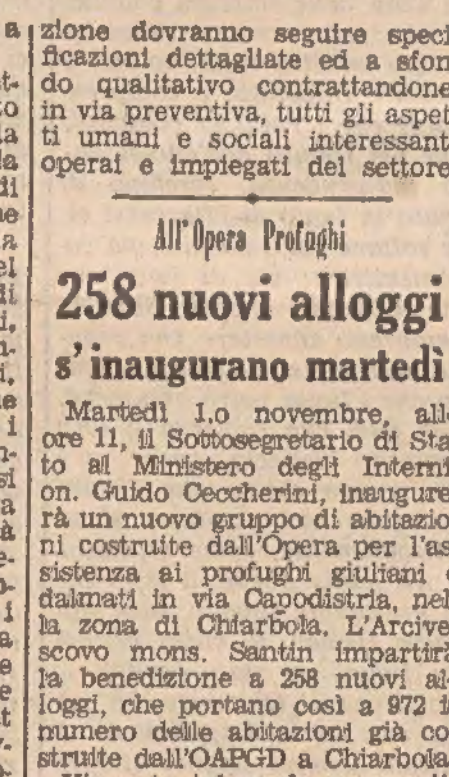 a
zione dovranno seguire speci
ficazioni dettagliate ed a sfon
do qualitativo contrattandone
in via preventiva, tutti gli aspet
ti umani e sociali interessant
operai e impiegati del settore
All'Opera Profughi
258 nuovi alloggi
s'inaugurano martedì
Martedì 1.o novembre, all
ore 11, il Sottosegretario di Sta
to al Ministero degli Interni
on. Guido Ceccherini, inaugure
rà un nuovo gruppo di abitazio
ni costruite dall'Opera per l'as
sistenza ai profughi giuliani e
dalmati in via Capodistria, nel
la zona di Chiarbola. L'Arcive
scovo mons. Santin impartirà
la benedizione a 258 nuovi al
loggi, che portano così a 972 i
numero delle abitazioni già co
struite dall'OAPGD a Chiarbola